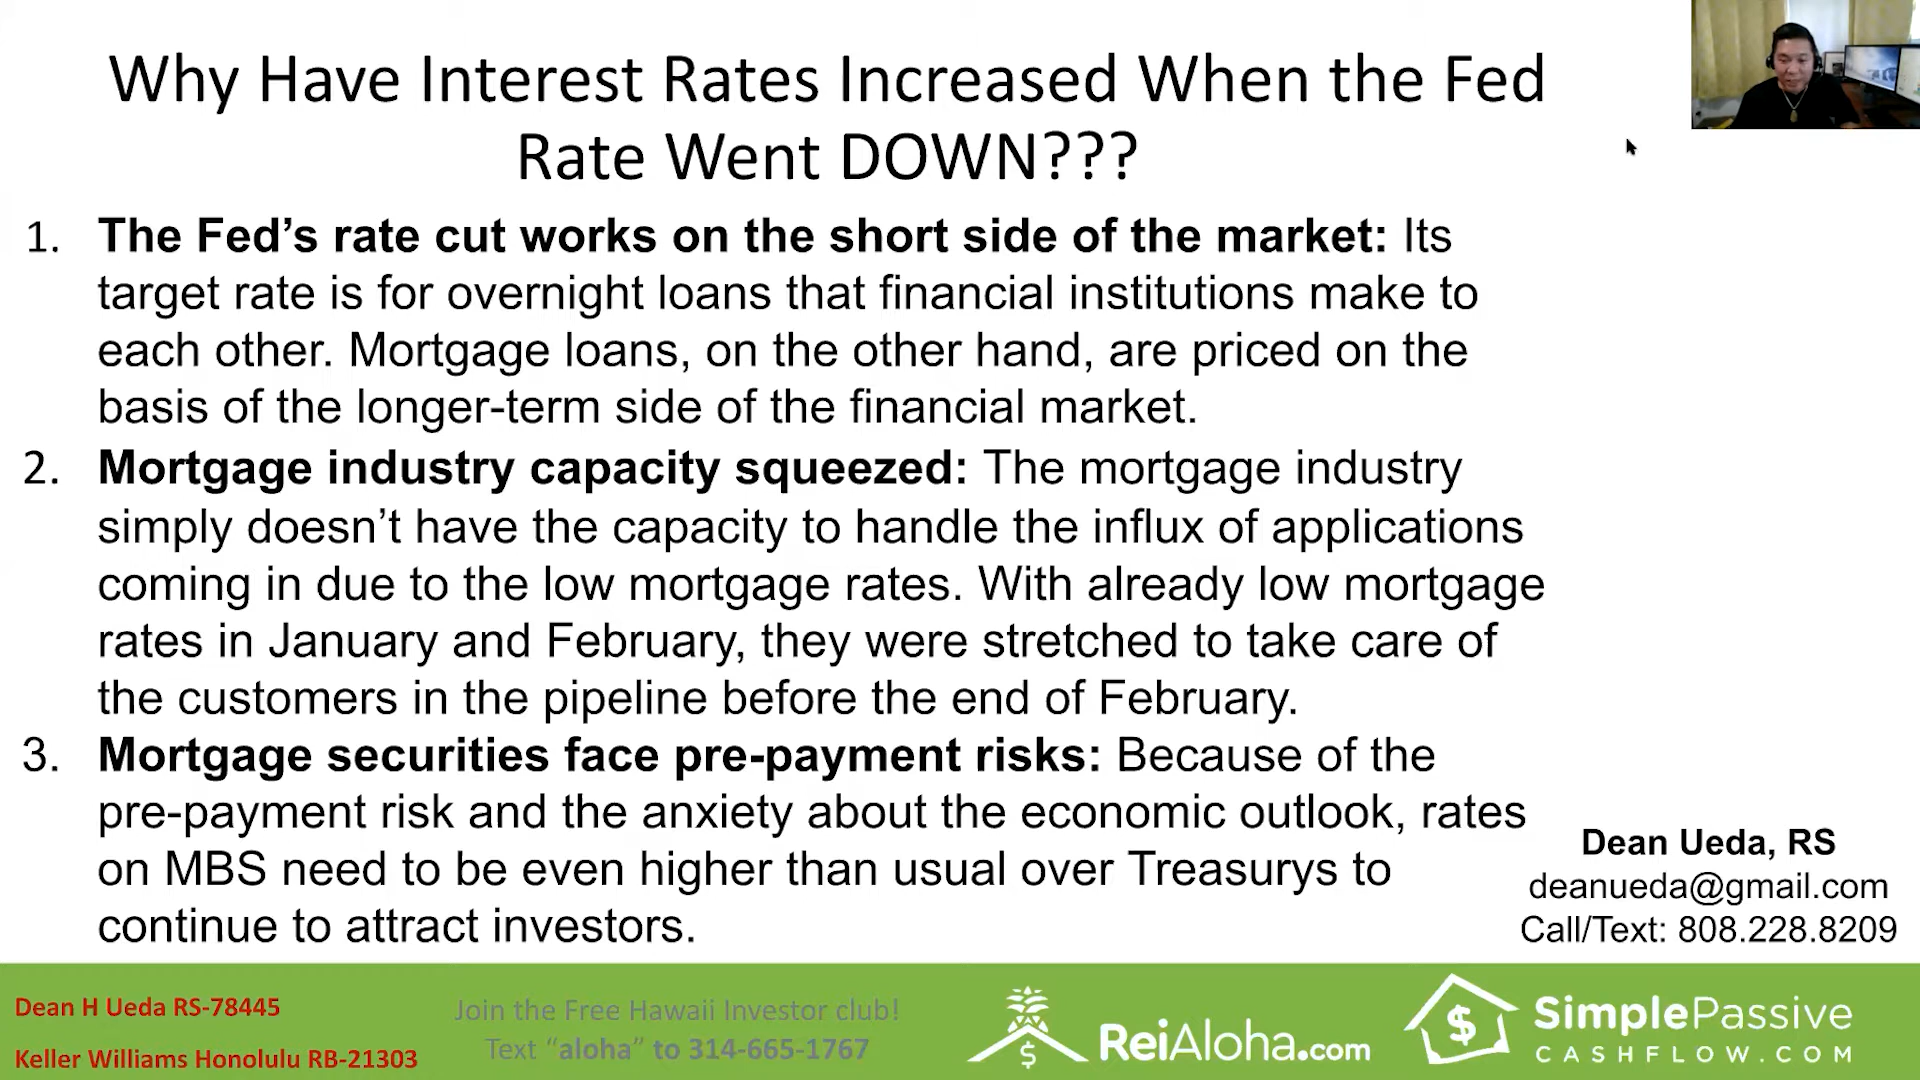 Why Have Interest Rates Increased When the Fed
Rate Went DOWN???
1. The Fed’s rate cut works on the short side of the market: Its
target rate is for overnight loans that financial institutions make to
each other. Mortgage loans, on the other hand, are priced on the
basis of the longer-term side of the financial market.
2. Mortgage industry capacity squeezed: The mortgage industry
simply doesn’t have the capacity to handle the influx of applications
coming in due to the low mortgage rates. With already low mortgage
rates in January and February, they were stretched to take care of
the customers in the pipeline before the end of February.
3. Mortgage securities face pre-payment risks: Because of the
pre-payment risk and the anxiety about the economic outlook, rates
on MBS need to be even higher than usual over Treasurys to
continue to attract investors.
Dean Ueda, RS
deanueda@gmail.com
Call/Text: 808.228.8209
Dean H Ueda RS-78445
Keller Williams Honolulu RB-21303
Join the Free Hawaii Investor club!
Text “aloha” to 314-665-1767
$
ReiAloha.com
$
SimplePassive
CASHFLOW.COM